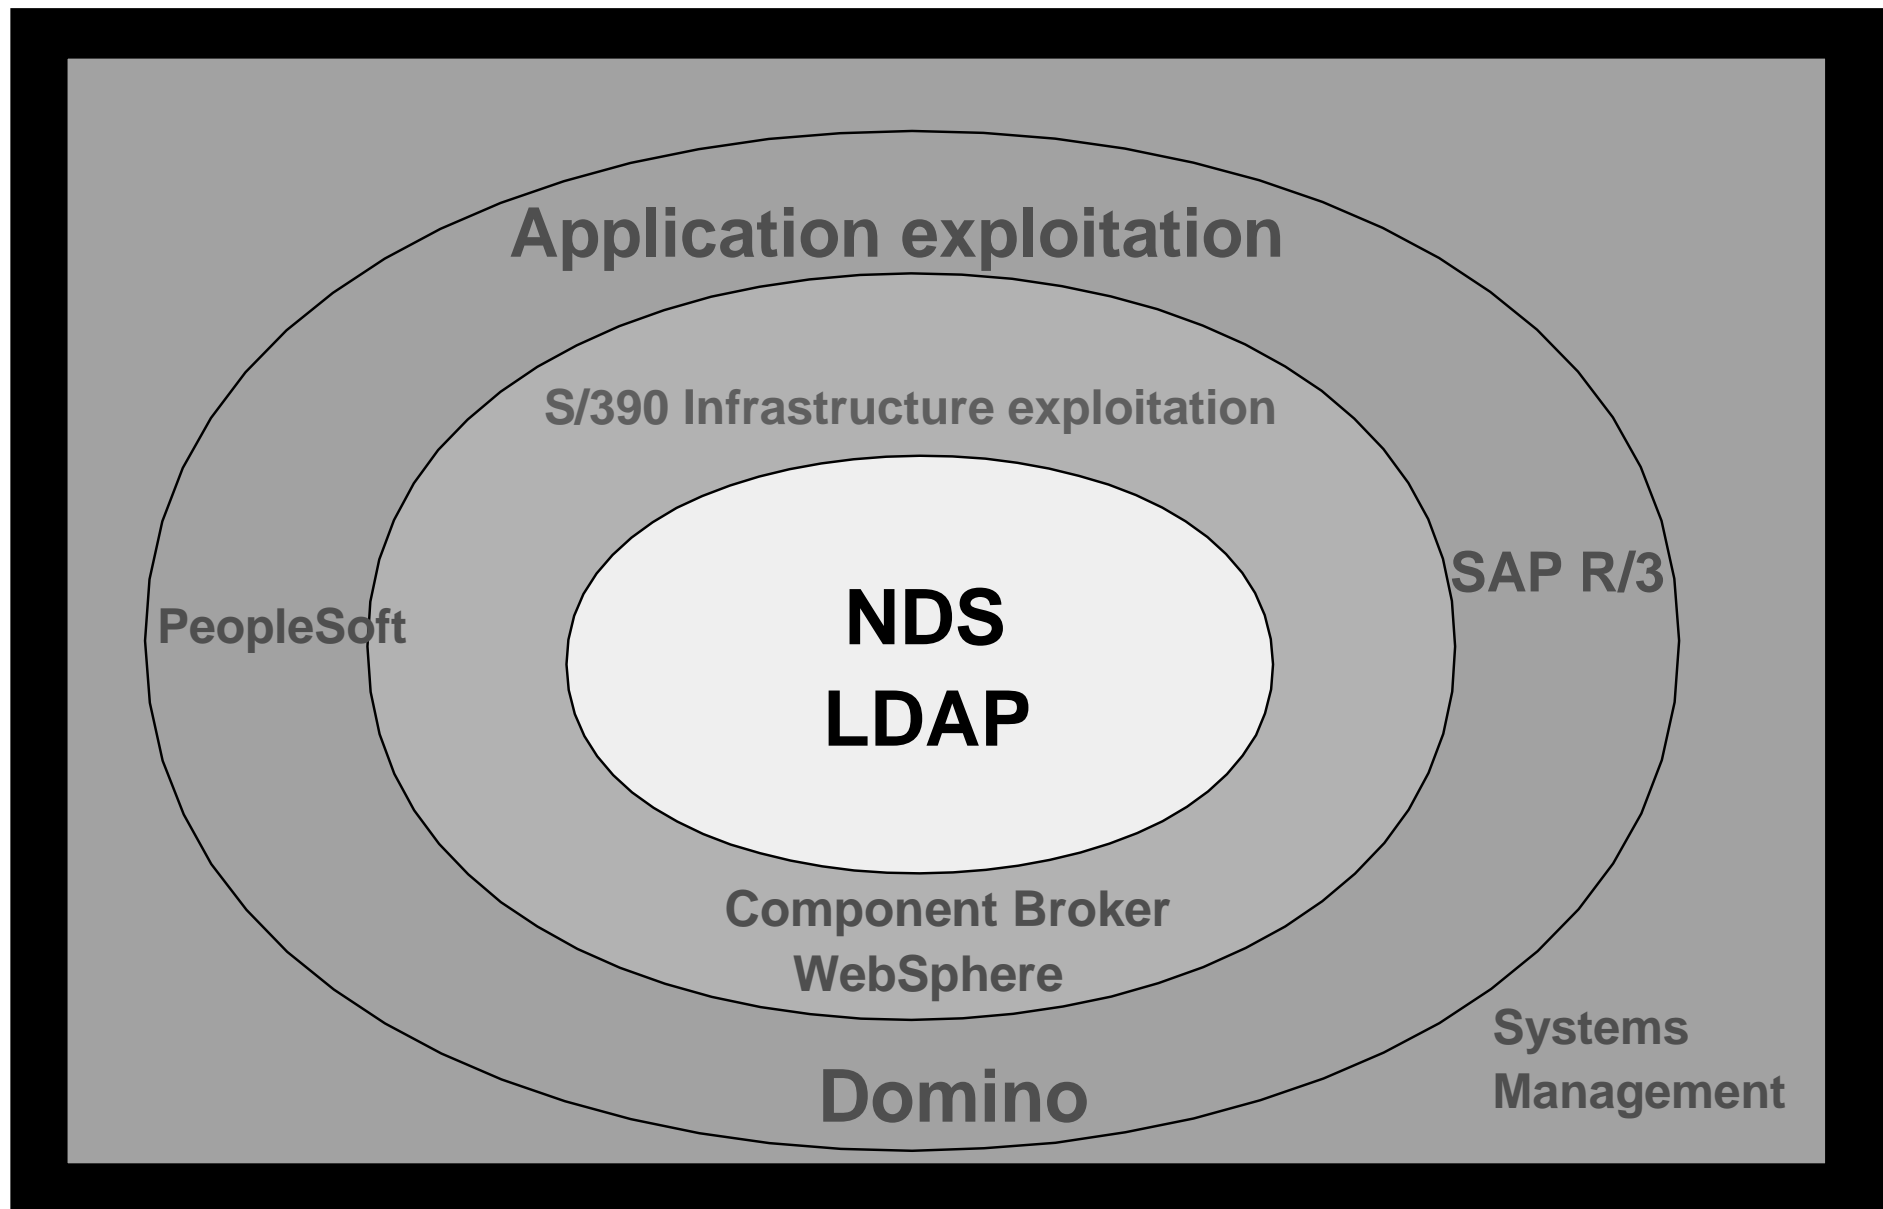 Application exploitation
S/390 Infrastructure exploitation
SAP R/3
PeopleSoft
NDS
LDAP
Component Broker
WebSphere
Systems
Management
Domino